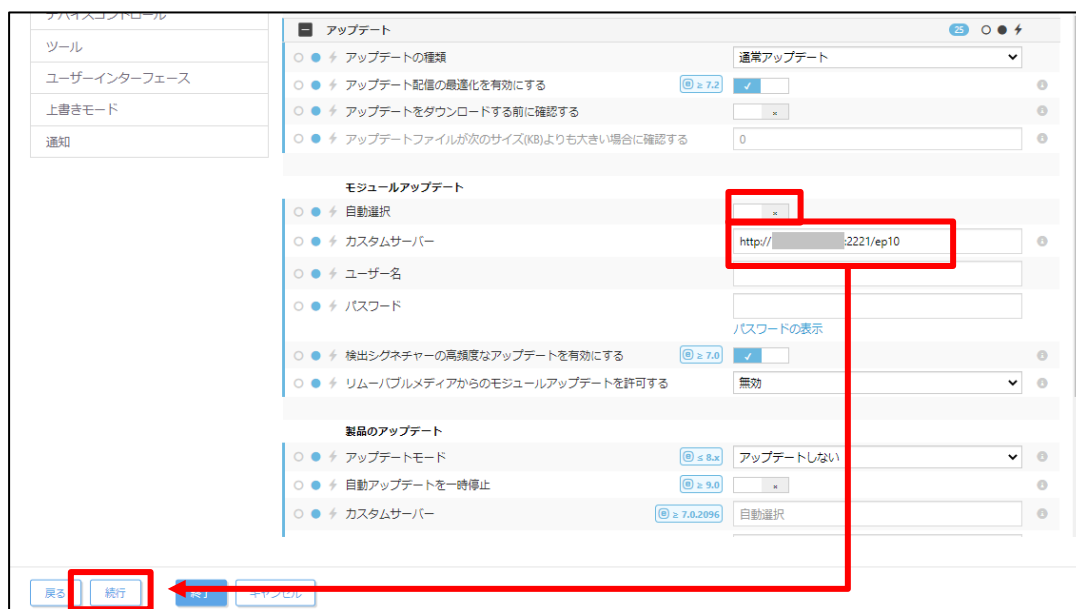 デバイスコントロール
ツール
ユーザーインターフェース
上書きモード
通知
アップデート 25
アップデートの種類 通常アップデート
アップデート配信の最適化を有効にする ≥ 7.2
アップデートをダウンロードする前に確認する
アップデートファイルが次のサイズ(KB)よりも大きい場合に確認する 0
モジュールアップデート
自動選択
カスタムサーバー http:// :2221/ep10
ユーザー名
パスワード
パスワードの表示
検出シグネチャーの高頻度なアップデートを有効にする ≥ 7.0
リムーバブルメディアからのモジュールアップデートを許可する 無効
製品のアップデート
アップデートモード ≤ 8.x アップデートしない
自動アップデートを一時停止 ≥ 9.0
カスタムサーバー ≥ 7.0.2096 自動選択
戻る 続行 終了 キャンセル